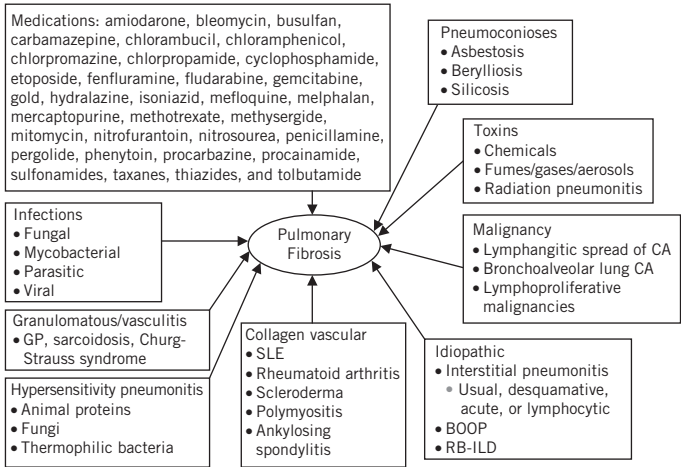 Medications: amiodarone, bleomycin, busulfan,
carbamazepine, chlorambucil, chloramphenicol,
chlorpromazine, chlorpropamide, cyclophosphamide,
etoposide, fenfluramine, fludarabine, gemcitabine,
gold, hydralazine, isoniazid, mefloquine, melphalan,
mercaptopurine, methotrexate, methysergide,
mitomycin, nitrofurantoin, nitrosourea, penicillamine,
pergolide, phenytoin, procarbazine, procainamide,
sulfonamides, taxanes, thiazides, and tolbutamide
Pneumoconioses
• Asbestosis
• Berylliosis
• Silicosis
Toxins
• Chemicals
• Fumes/gases/aerosols
• Radiation pneumonitis
Infections
• Fungal
• Mycobacterial
• Parasitic
• Viral
Pulmonary
Fibrosis
Malignancy
• Lymphangitic spread of CA
• Bronchoalveolar lung CA
• Lymphoproliferative
malignancies
Granulomatous/vasculitis
• GP, sarcoidosis, Churg-
Strauss syndrome
Hypersensitivity pneumonitis
• Animal proteins
• Fungi
• Thermophilic bacteria
Collagen vascular
• SLE
• Rheumatoid arthritis
• Scleroderma
• Polymyositis
• Ankylosing
spondylitis
Idiopathic
• Interstitial pneumonitis
• Usual, desquamative,
acute, or lymphocytic
• BOOP
• RB-ILD